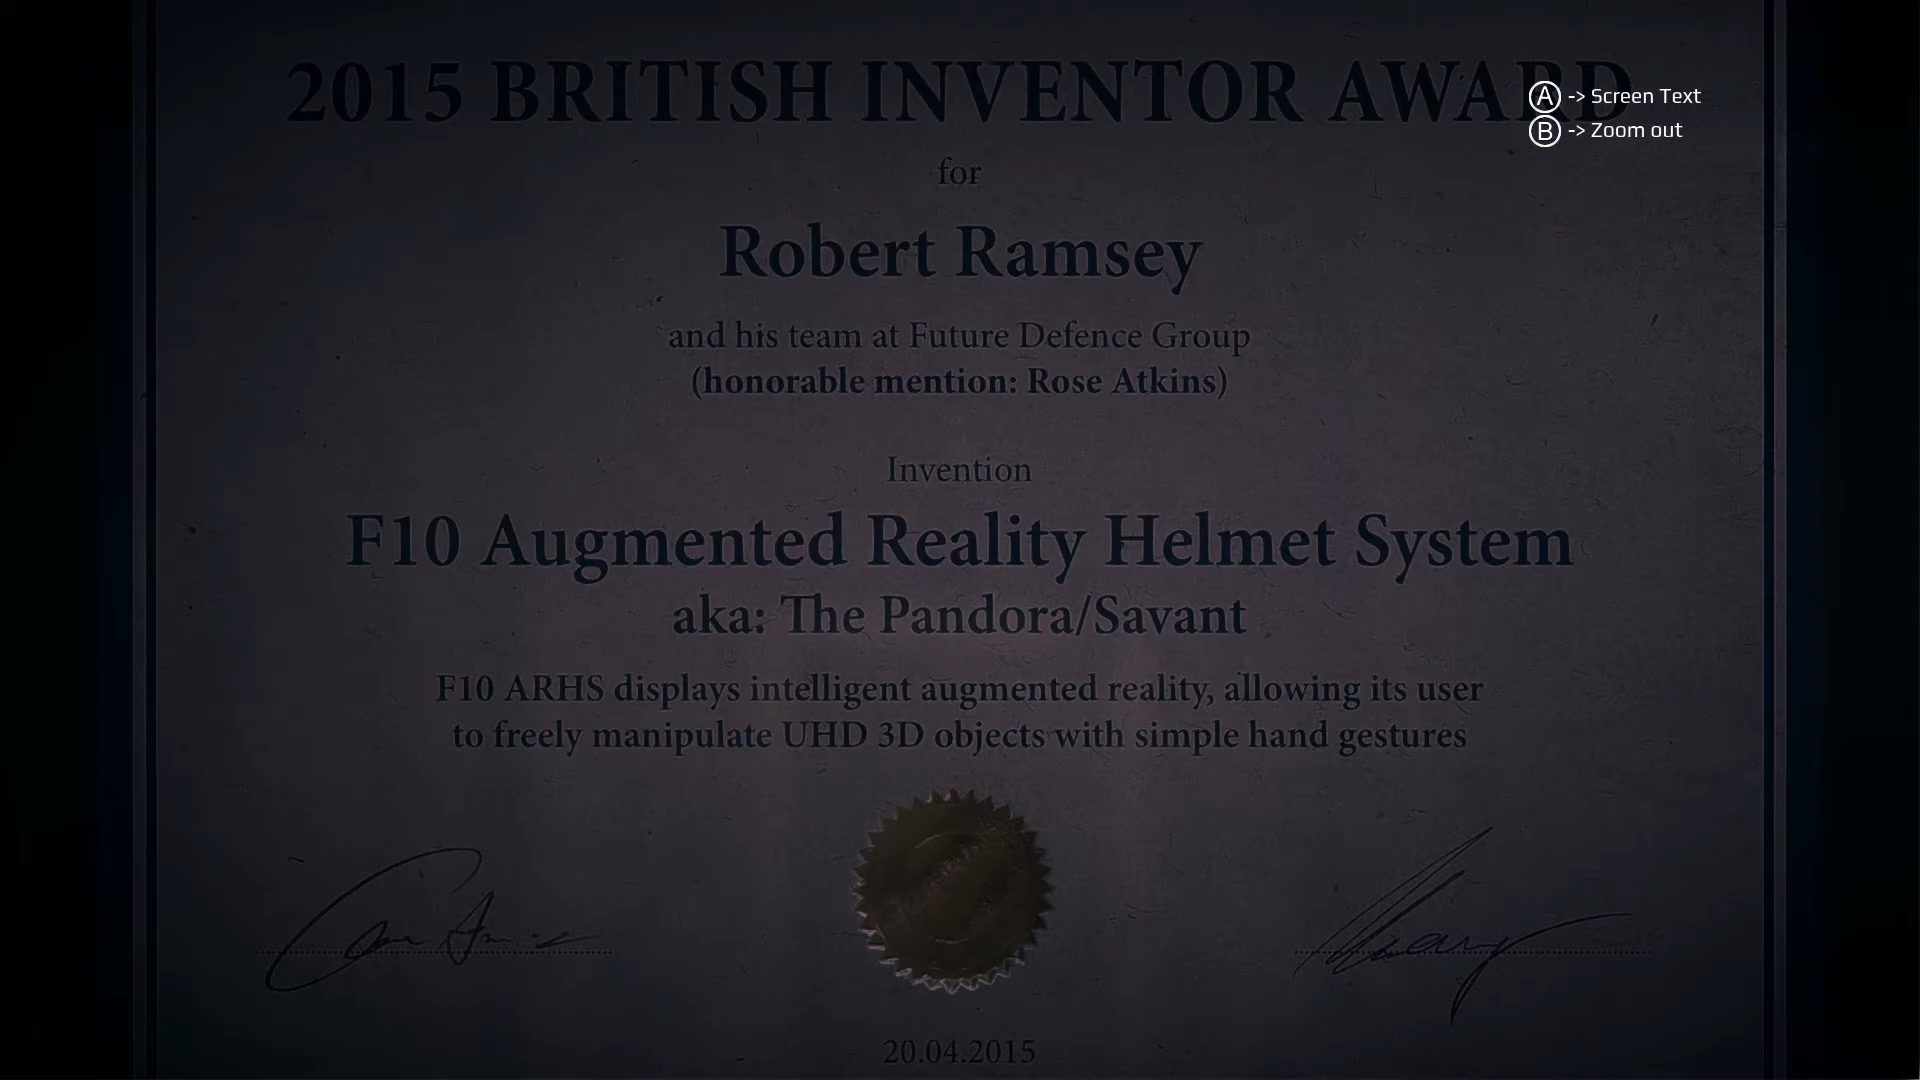 2015 BRITISH INVENTOR AWARD
A -> Screen Text
B -> Zoom out
for
Robert Ramsey
and his team at Future Defence Group
(honorable mention: Rose Atkins)
Invention
F10 Augmented Reality Helmet System
aka: The Pandora/Savant
F10 ARHS displays intelligent augmented reality, allowing its user
to freely manipulate UHD 3D objects with simple hand gestures
20.04.2015